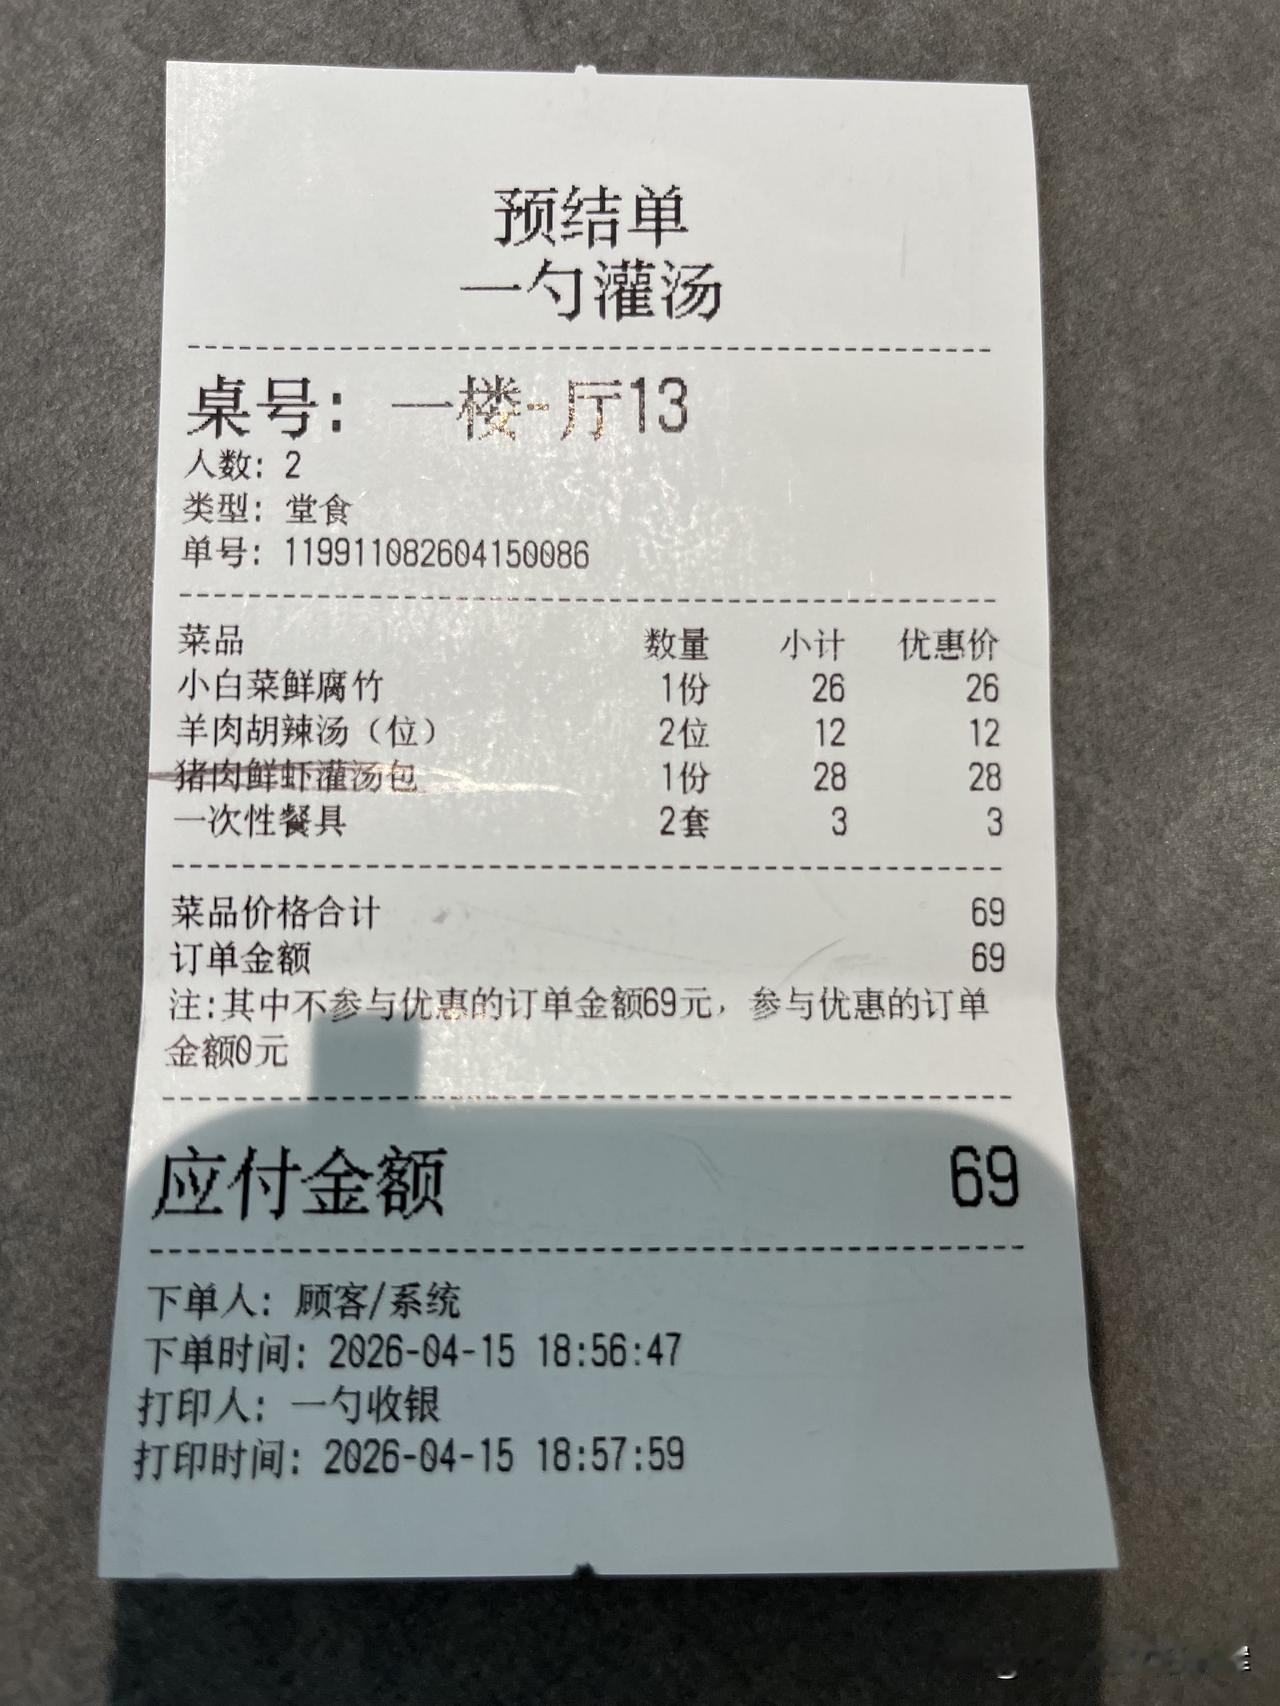 预结单
一勺灌汤
桌号: 一楼-厅13
人数: 2
类型: 堂食
单号: 119911082604150086
菜品 数量 小计 优惠价
小白菜鲜腐竹 1份 26 26
羊肉胡辣汤（位） 2位 12 12
猪肉鲜虾灌汤包 1份 28 28
一次性餐具 2套 3 3
菜品价格合计 69
订单金额 69
注:其中不参与优惠的订单金额69元，参与优惠的订单
金额0元
应付金额 69
下单人: 顾客/系统
下单时间: 2026-04-15 18:56:47
打印人: 一勺收银
打印时间: 2026-04-15 18:57:59